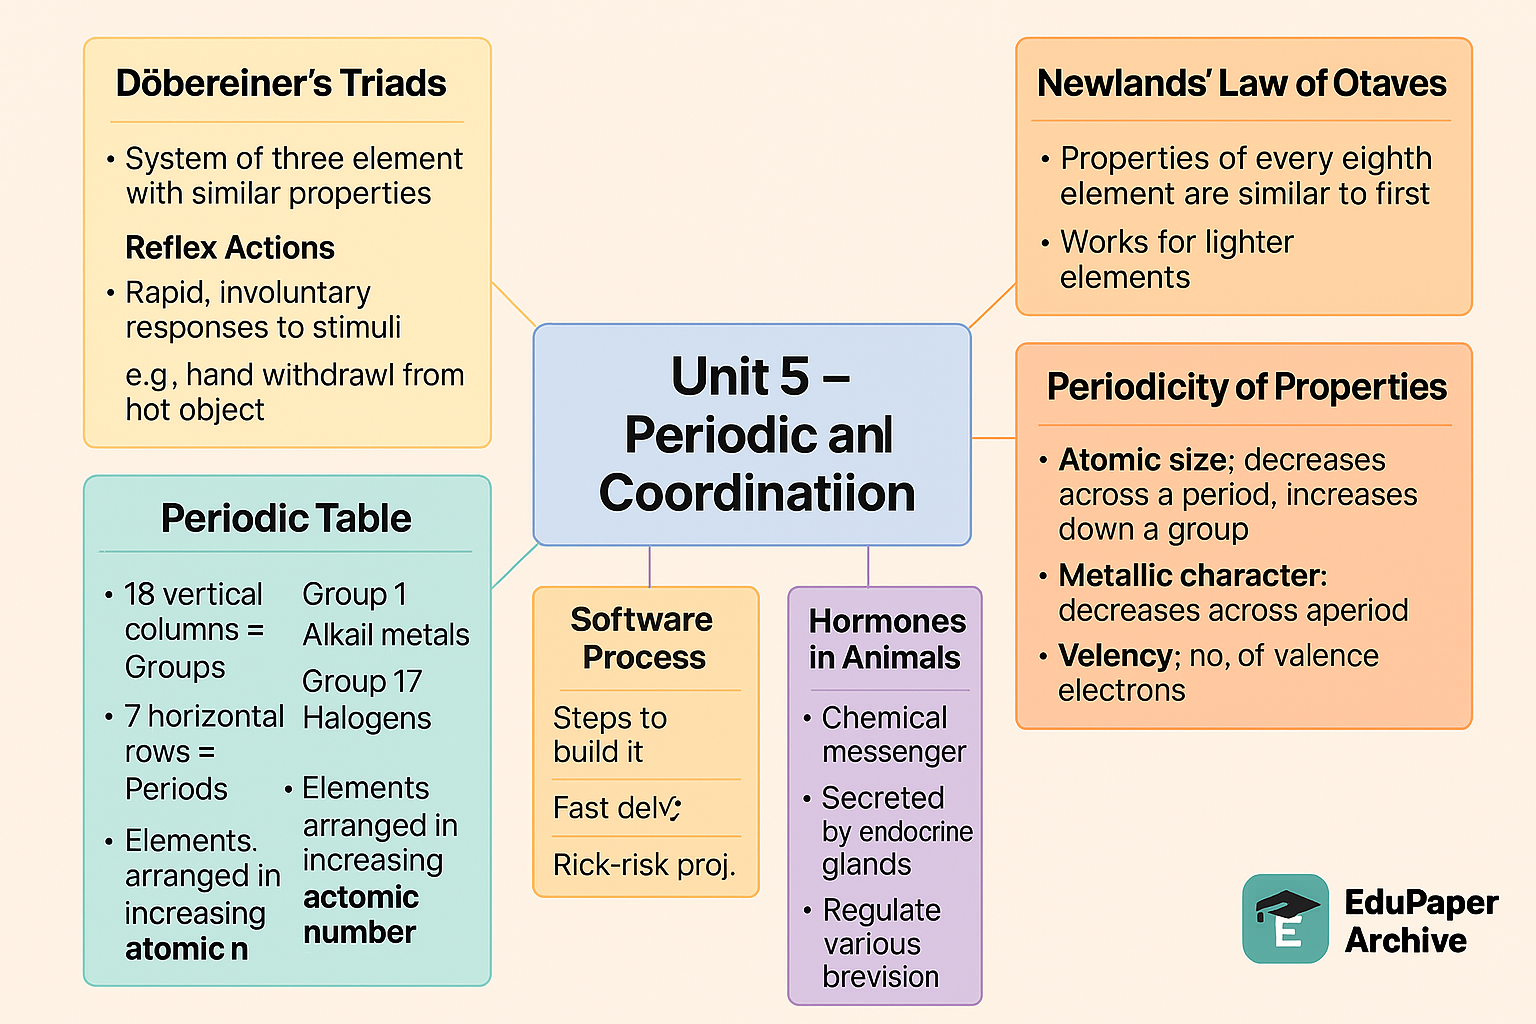 Döbereiner’s Triads
• System of three element
with similar properties
Reflex Actions
• Rapid, involuntary
responses to stimuli
e.g, hand withdrawl from
hot object
Newlands’ Law of Otaves
• Properties of every eighth
element are similar to first
• Works for lighter
elements
Unit 5 –
Periodic anl
Coordinatiion
Periodicity of Properties
• Atomic size; decreases
across a period, increases
down a group
• Metallic character:
decreases across aperiod
• Velency; no, of valence
electrons
Periodic Table
• 18 vertical
columns =
Groups
• 7 horizontal
rows =
Periods
• Elements.
arranged in
increasing
atomic n
Group 1
Alkail metals
Group 17
Halogens
• Elements
arranged in
increasing
actomic
number
Software
Process
Steps to
build it
Fast
Rick-risk proj.
Hormones
in Animals
• Chemical
messenger
• Secreted
by endocrine
glands
• Regulate
various
brevision
E
EduPaper
Archive